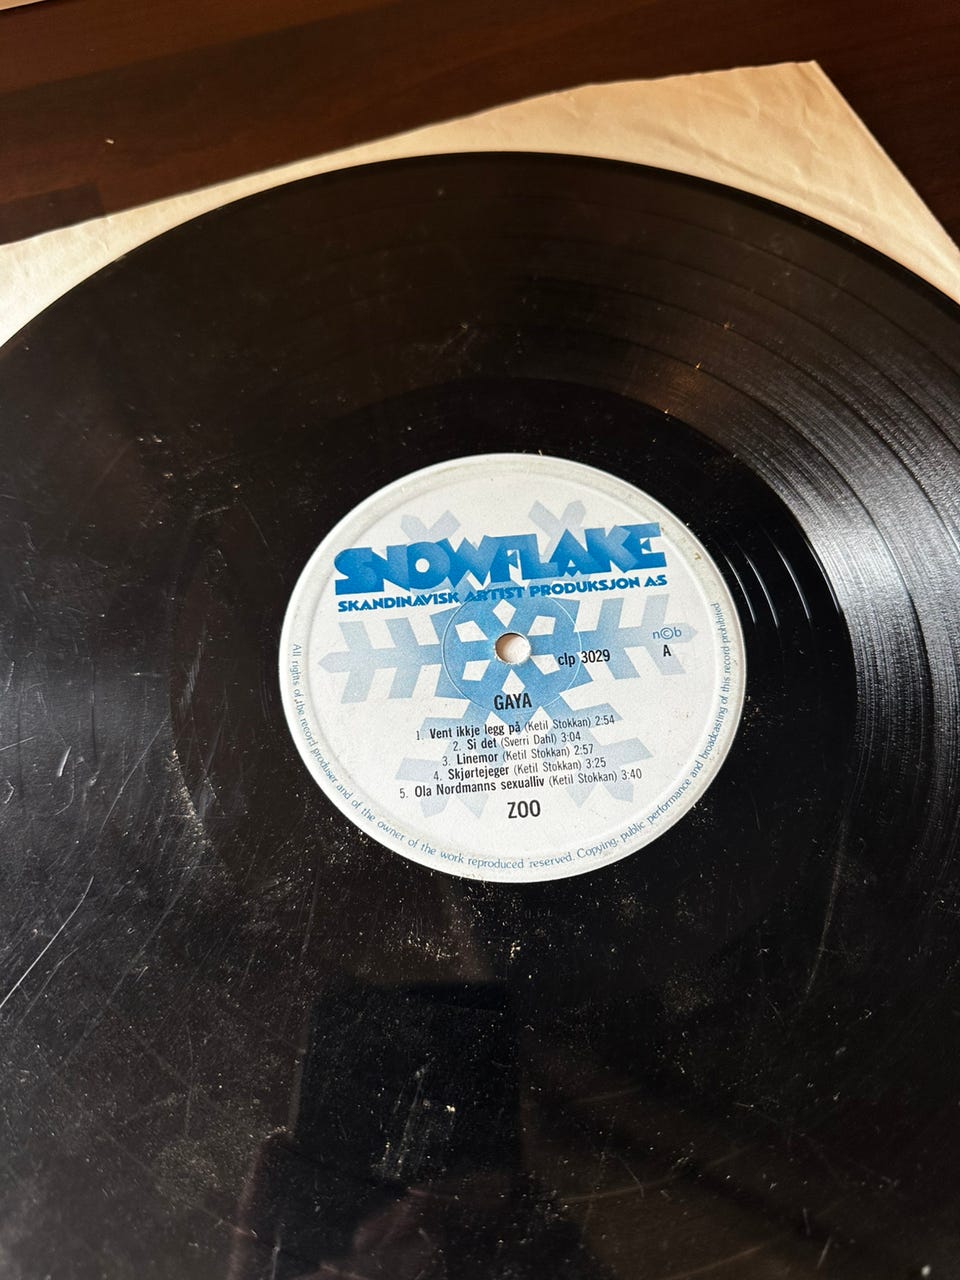 SNOWFLAKE
SKANDINAVISK ARTIST PRODUKSJON AS
n©b
clp 3029
A
GAYA
1. Vent ikkje legg på (Ketil Stokkan) 2:54
2. Si det (Sverri Dahl) 3:04
3. Linemor (Ketil Stokkan) 2:57
4. Skjørtejeger (Ketil Stokkan) 3:25
5. Ola Nordmanns sexualliv (Ketil Stokkan) 3:40
ZOO
All rights of the record produser and of the owner of the work reproduced reserved. Copying, public performance and broadcasting of this record prohibited